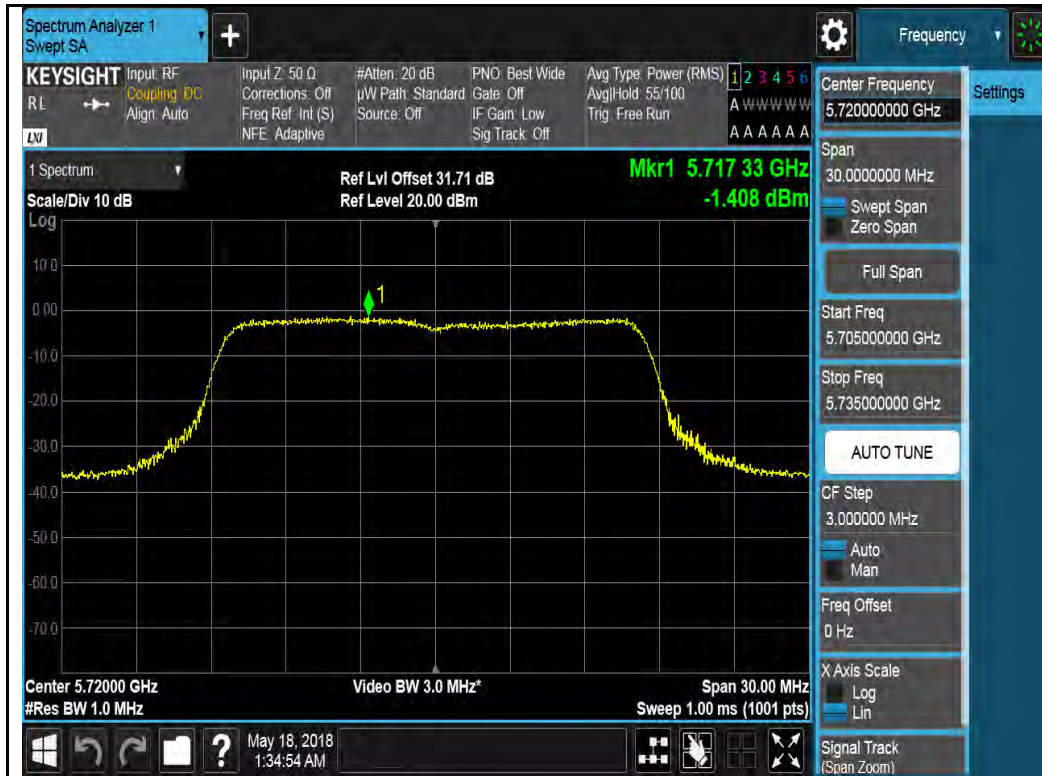 Spectrum Analyzer 1
Swept SA
+
Frequency
KEYSIGHT
RL
LXI
Input: RF
Coupling: DC
Align: Auto
Input Z: 50 Ω
Corrections: Off
Freq Ref: Int (S)
NFE: Adaptive
#Atten: 20 dB
µW Path: Standard
Source: Off
PNO: Best Wide
Gate: Off
IF Gain: Low
Sig Track: Off
Avg Type: Power (RMS)
Avg|Hold: 55/100
Trig: Free Run
1 2 3 4 5 6
A W W W W W
A A A A A A
1 Spectrum
Scale/Div 10 dB
Ref Lvl Offset 31.71 dB
Ref Level 20.00 dBm
Mkr1 5.717 33 GHz
-1.408 dBm
Log
10.0
0.00
-10.0
-20.0
-30.0
-40.0
-50.0
-60.0
-70.0
1
Center 5.72000 GHz
#Res BW 1.0 MHz
Video BW 3.0 MHz*
Span 30.00 MHz
Sweep 1.00 ms (1001 pts)
Center Frequency
5.720000000 GHz
Settings
Span
30.0000000 MHz
Swept Span
Zero Span
Full Span
Start Freq
5.705000000 GHz
Stop Freq
5.735000000 GHz
AUTO TUNE
CF Step
3.000000 MHz
Auto
Man
Freq Offset
0 Hz
X Axis Scale
Log
Lin
Signal Track
(Span Zoom)
?
May 18, 2018
1:34:54 AM